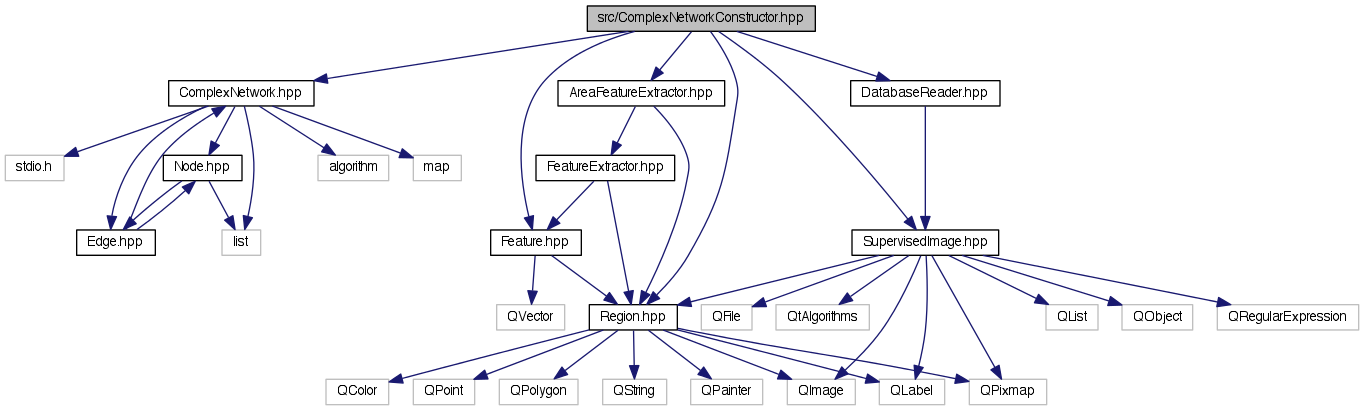 src/ComplexNetworkConstructor.hpp
ComplexNetwork.hpp
AreaFeatureExtractor.hpp
DatabaseReader.hpp
stdio.h
Node.hpp
algorithm
map
FeatureExtractor.hpp
Edge.hpp
list
Feature.hpp
SupervisedImage.hpp
QVector
Region.hpp
QFile
QtAlgorithms
QList
QObject
QRegularExpression
QColor
QPoint
QPolygon
QString
QPainter
QImage
QLabel
QPixmap